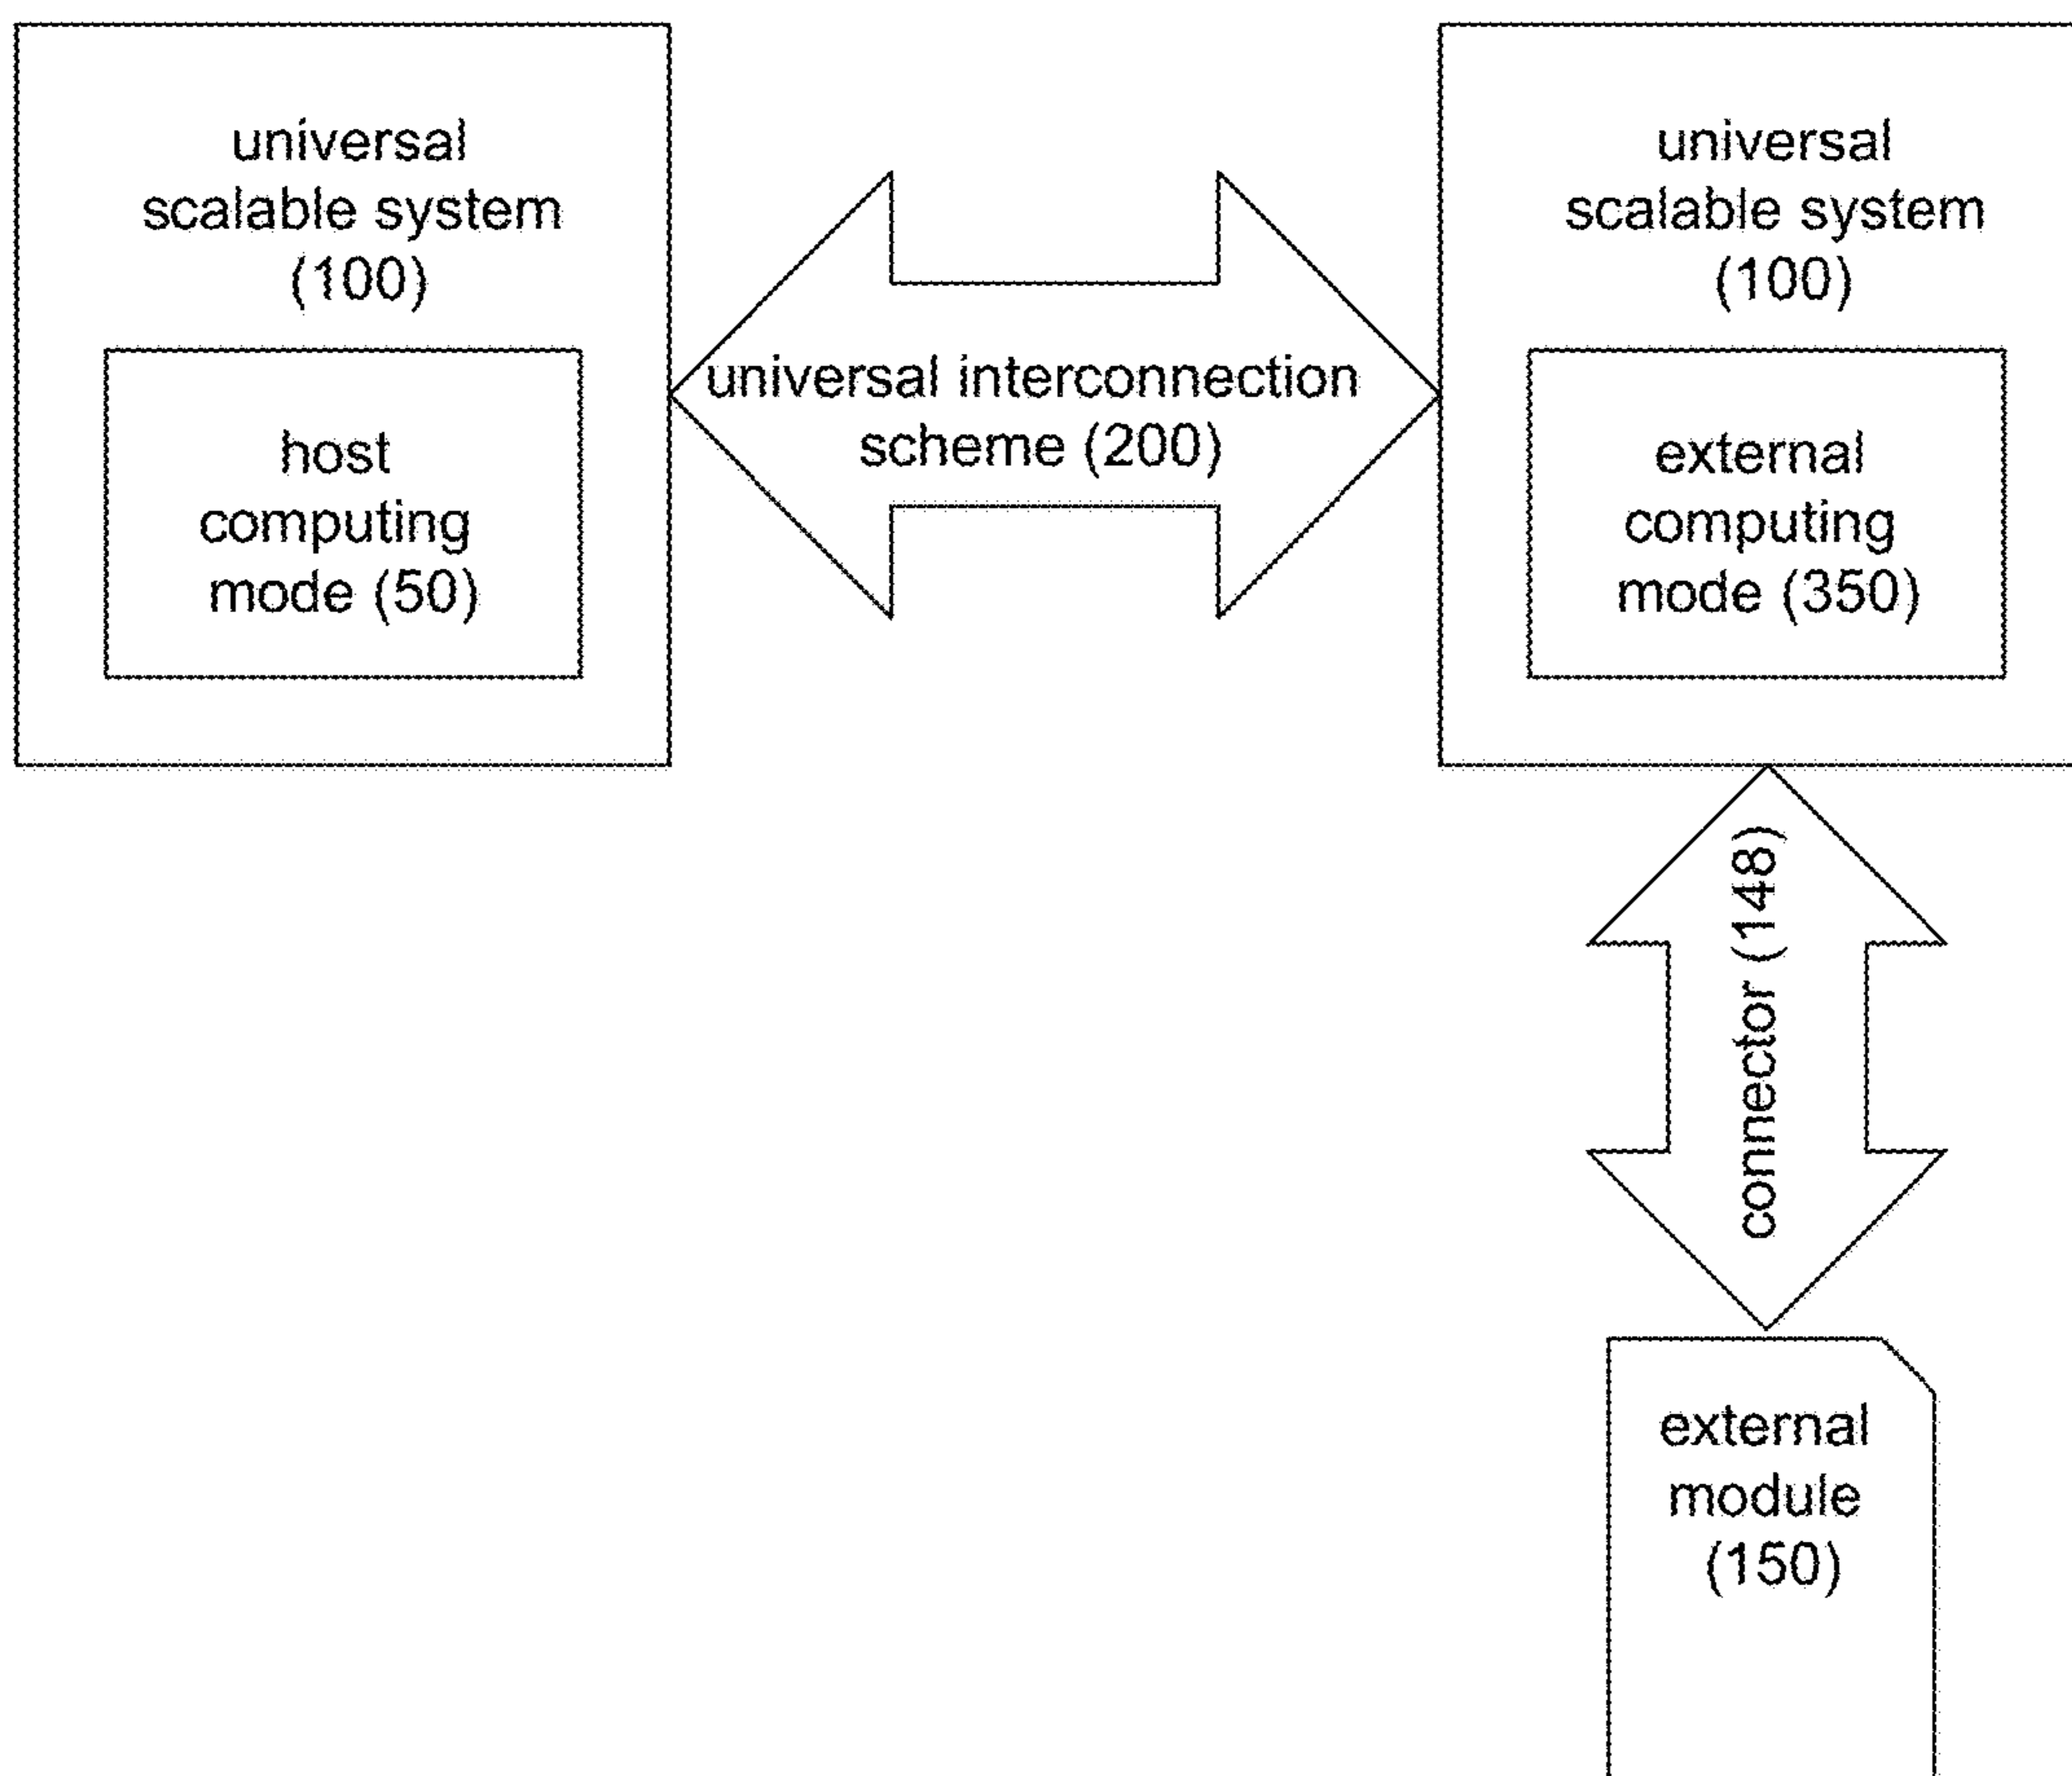 universal
scalable system
(100)
host
computing
mode (50)
universal interconnection
scheme (200)
universal
scalable system
(100)
external
computing
mode (350)
connector (148)
external
module
(150)